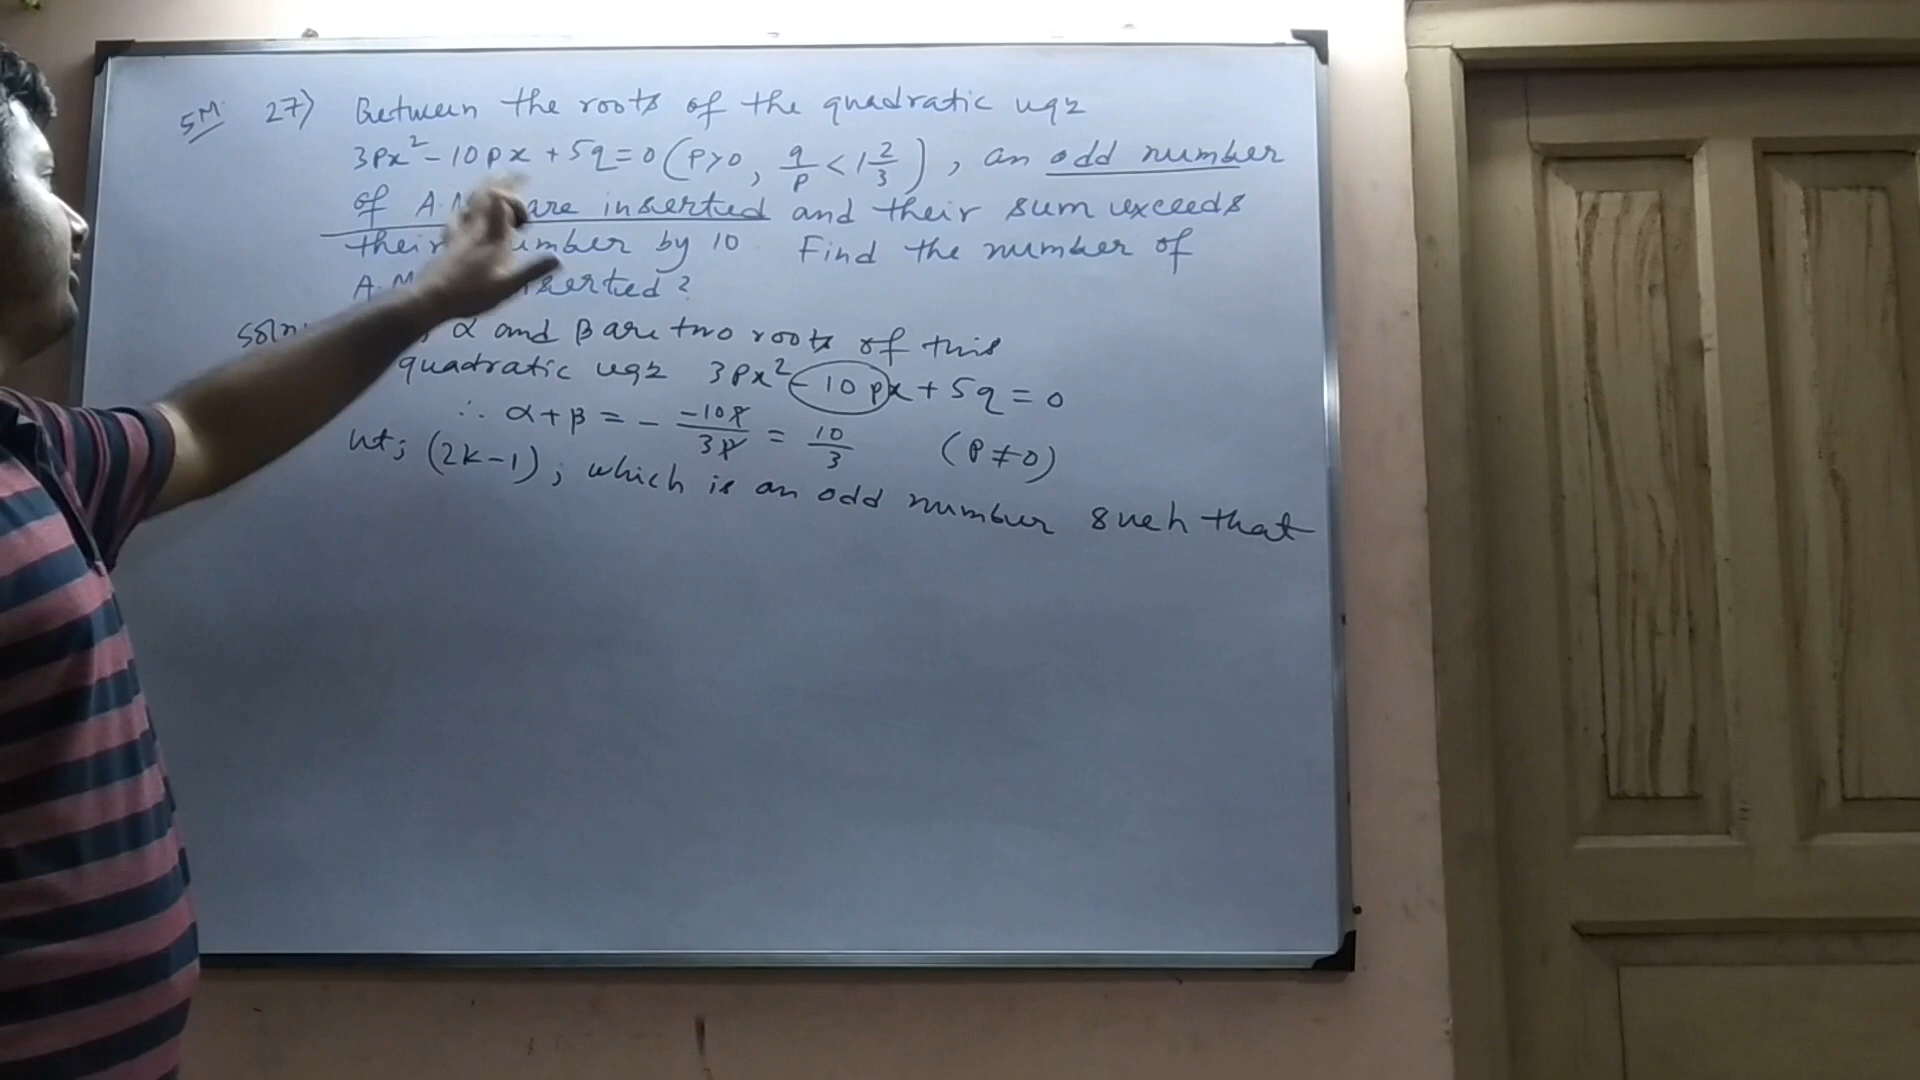 5M 27) Between the roots of the quadratic eqn
3px² - 10px + 5q = 0 (p>0, q/p < 1 2/3), an odd number
of A.M are inserted and their sum exceeds
their number by 10 Find the number of
A.M inserted?
Soln α and β are two roots of this
quadratic eqn 3px² - 10px + 5q = 0
∴ α+β = - -10p/3p = 10/3 (p ≠ 0)
let; (2k-1), which is an odd number such that